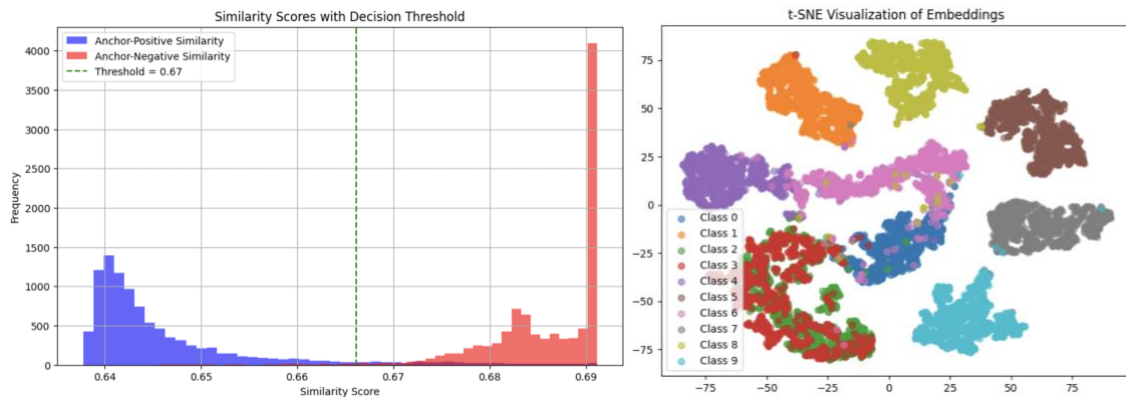 Similarity Scores with Decision Threshold
Anchor-Positive Similarity
Anchor-Negative Similarity
Threshold = 0.67
4000
3500
3000
2500
2000
1500
1000
500
0
Frequency
0.64
0.65
0.66
0.67
0.68
0.69
Similarity Score
t-SNE Visualization of Embeddings
75
50
25
0
−25
−50
−75
Class 0
Class 1
Class 2
Class 3
Class 4
Class 5
Class 6
Class 7
Class 8
Class 9
−75
−50
−25
0
25
50
75